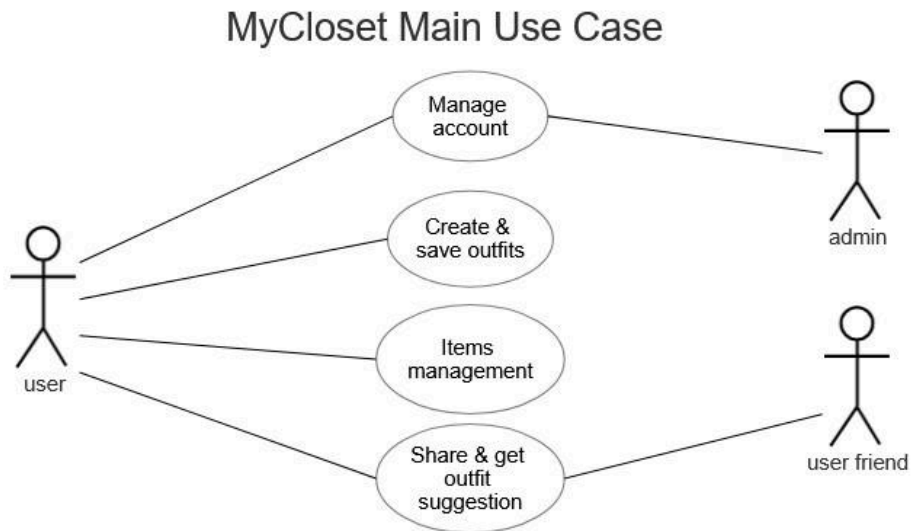 MyCloset Main Use Case
Manage
account
Create &
save outfits
Items
management
Share & get
outfit
suggestion
user
admin
user friend